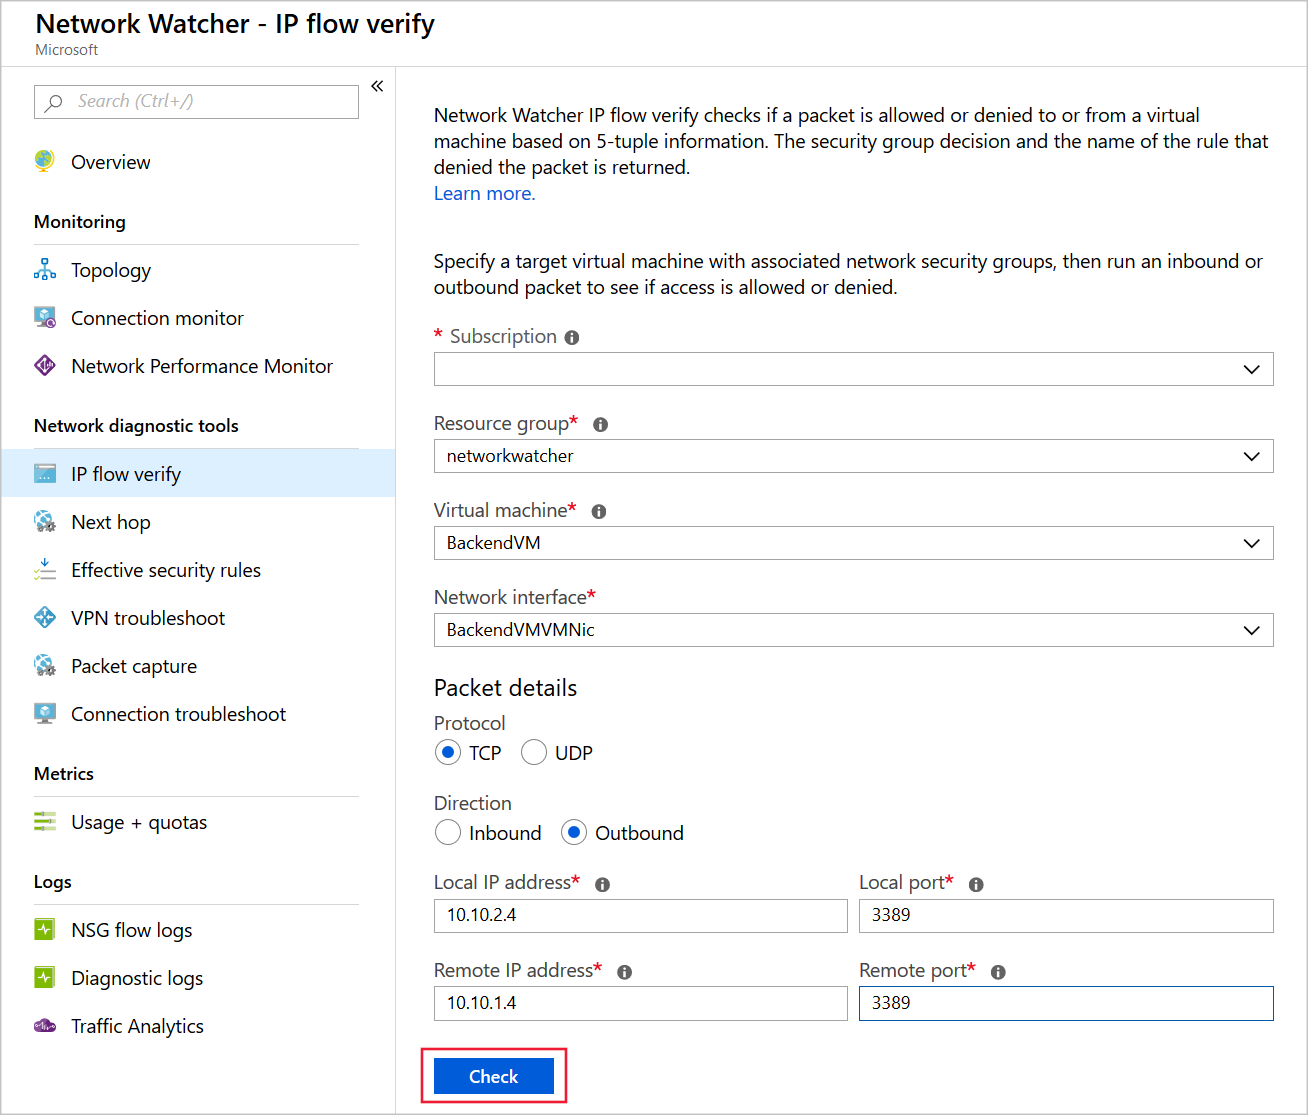 Network Watcher - IP flow verify
Microsoft
Search (Ctrl+/)
«
Overview
Monitoring
Topology
Connection monitor
Network Performance Monitor
Network diagnostic tools
IP flow verify
Next hop
Effective security rules
VPN troubleshoot
Packet capture
Connection troubleshoot
Metrics
Usage + quotas
Logs
NSG flow logs
Diagnostic logs
Traffic Analytics
Network Watcher IP flow verify checks if a packet is allowed or denied to or from a virtual
machine based on 5-tuple information. The security group decision and the name of the rule that
denied the packet is returned.
Learn more.
Specify a target virtual machine with associated network security groups, then run an inbound or
outbound packet to see if access is allowed or denied.
* Subscription
Resource group*
networkwatcher
Virtual machine*
BackendVM
Network interface*
BackendVMVMNic
Packet details
Protocol
TCP UDP
Direction
Inbound Outbound
Local IP address* Local port*
10.10.2.4 3389
Remote IP address* Remote port*
10.10.1.4 3389
Check